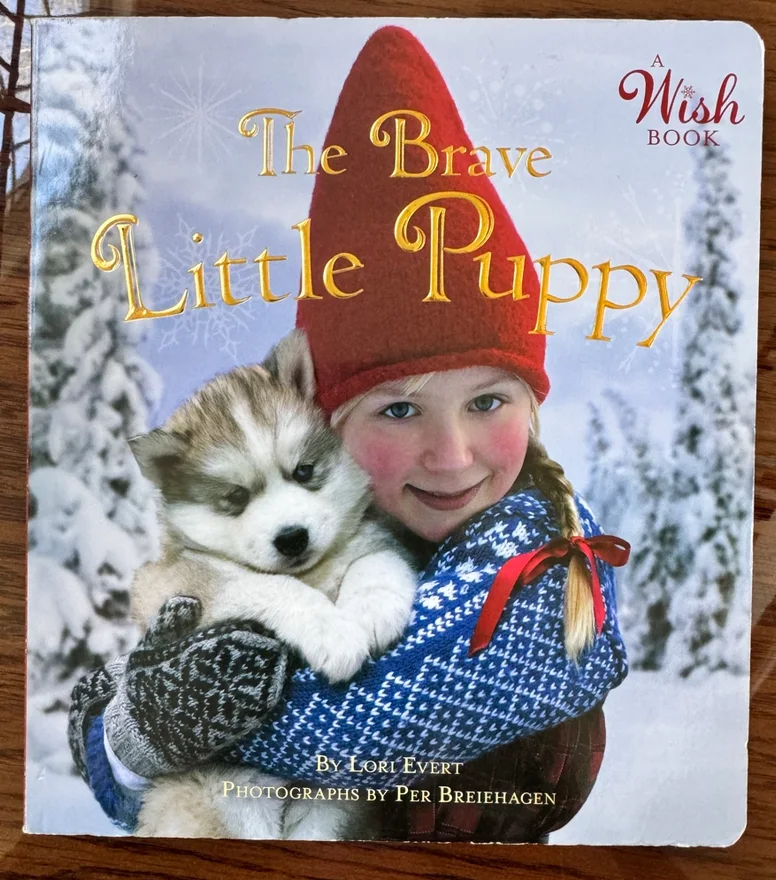 A
Wish
BOOK
The Brave
Little Puppy
By Lori Evert
Photographs by Per Breiehagen